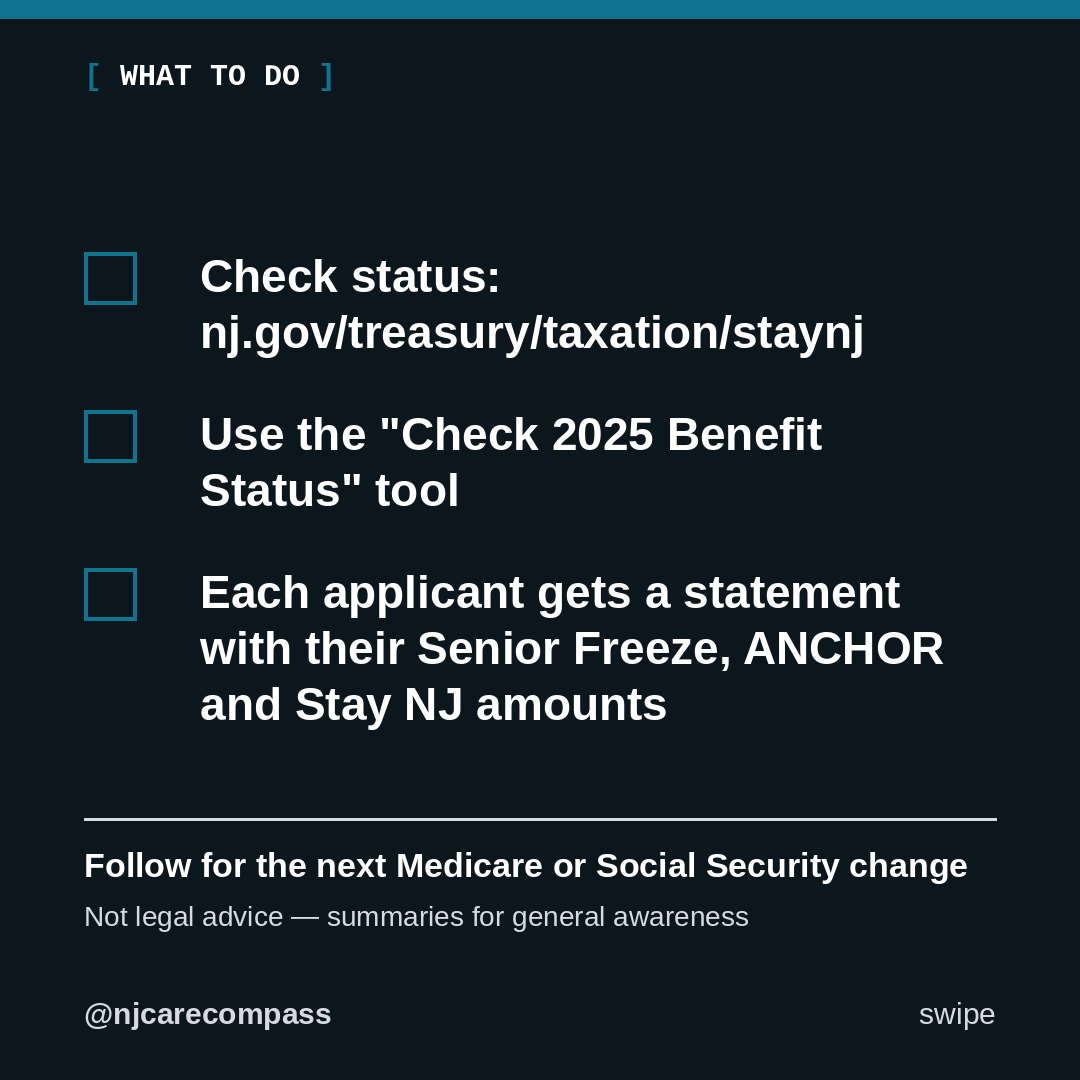 [ WHAT TO DO ]
Check status:
nj.gov/treasury/taxation/staynj
Use the "Check 2025 Benefit
Status" tool
Each applicant gets a statement
with their Senior Freeze, ANCHOR
and Stay NJ amounts
Follow for the next Medicare or Social Security change
Not legal advice — summaries for general awareness
@njcarecompass
swipe